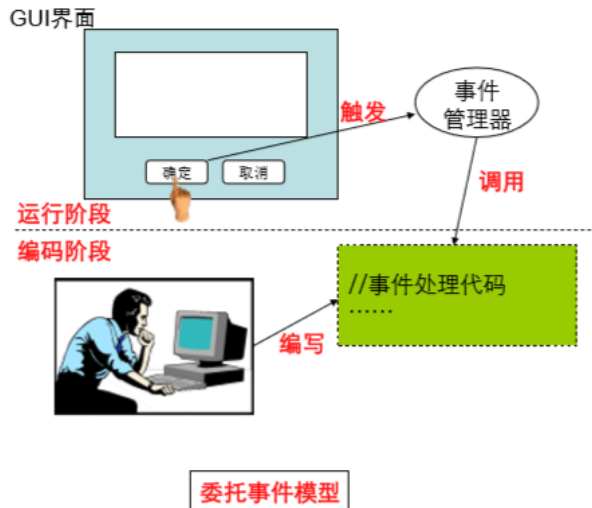 GUI界面
触发
事件
管理器
确定
取消
调用
运行阶段
编码阶段
//事件处理代码
……
编写
委托事件模型